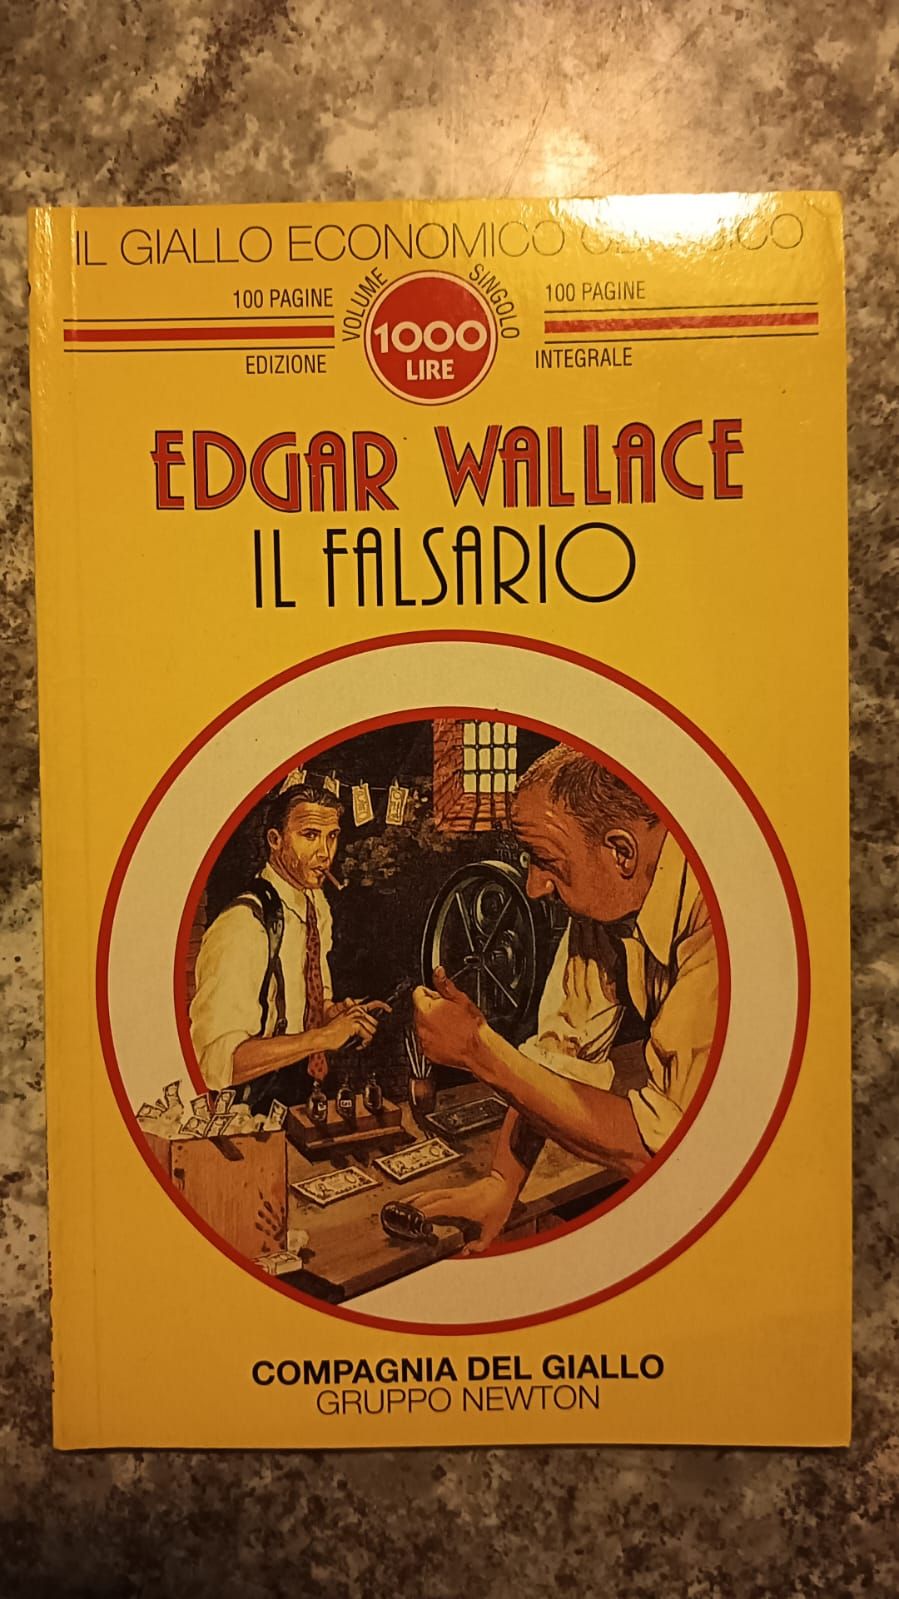 IL GIALLO ECONOMICO CLASSICO
100 PAGINE
VOLUME SINGOLO
100 PAGINE
1000
LIRE
EDIZIONE
INTEGRALE
EDGAR WALLACE
IL FALSARIO
COMPAGNIA DEL GIALLO
GRUPPO NEWTON